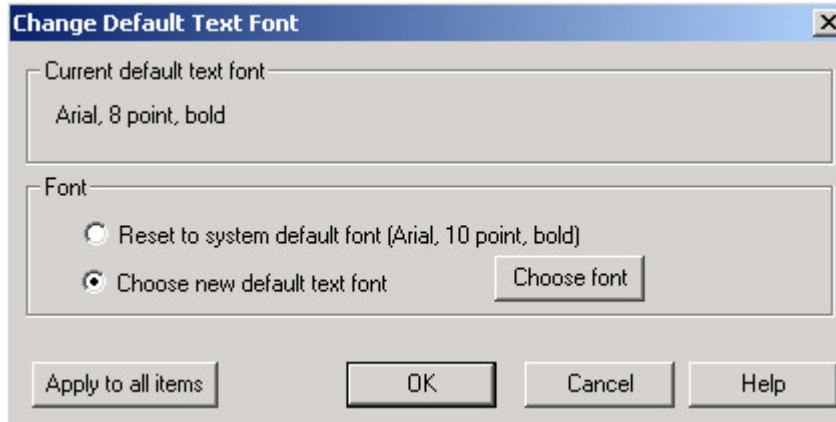 Change Default Text Font
Current default text font
Arial, 8 point, bold
Font
Reset to system default font (Arial, 10 point, bold)
Choose new default text font Choose font
Apply to all items OK Cancel Help